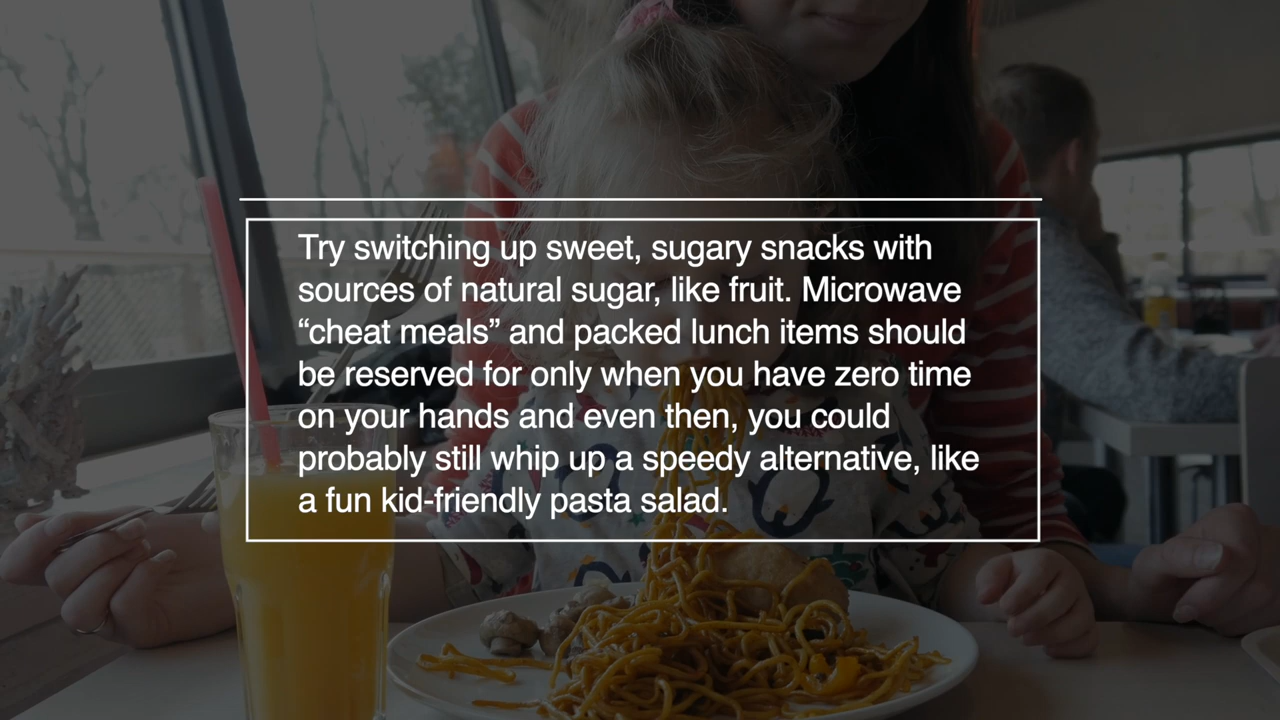 Try switching up sweet, sugary snacks with
sources of natural sugar, like fruit. Microwave
“cheat meals” and packed lunch items should
be reserved for only when you have zero time
on your hands and even then, you could
probably still whip up a speedy alternative, like
a fun kid-friendly pasta salad.